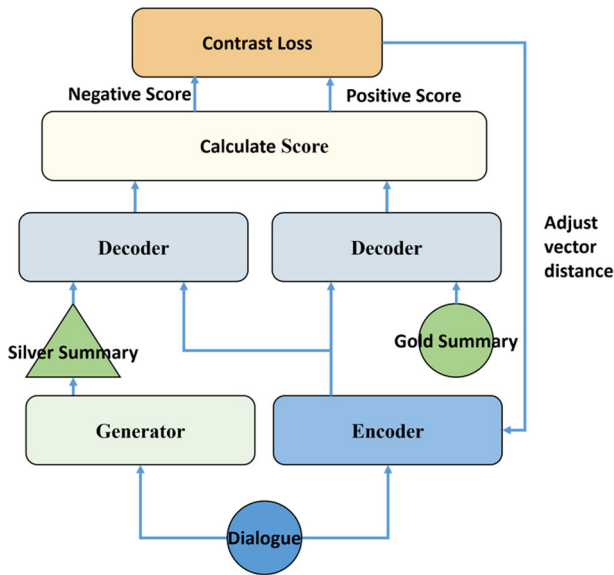 Contrast Loss
Negative Score
Positive Score
Calculate Score
Decoder
Decoder
Adjust
vector
distance
Silver Summary
Gold Summary
Generator
Encoder
Dialogue